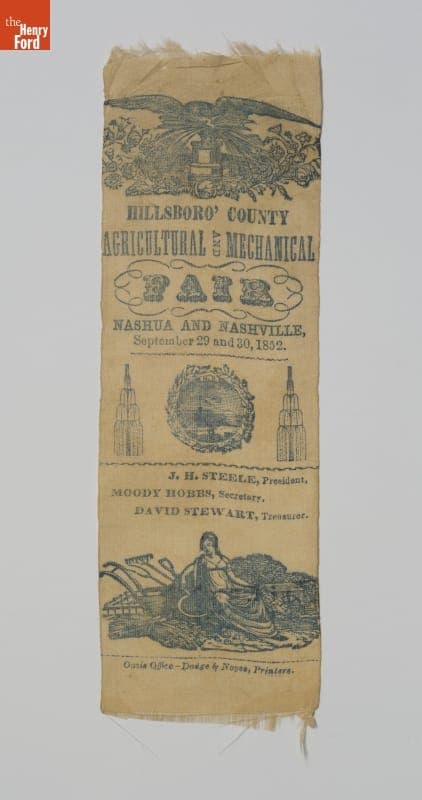 the
Henry
Ford
HILLSBORO' COUNTY
AGRICULTURAL AND MECHANICAL
FAIR
NASHUA AND NASHVILLE,
September 29 and 30, 1852.
J. H. STEELE, President.
MOODY HOBBS, Secretary.
DAVID STEWART, Treasurer.
Oasis Office—Dodge & Noyes, Printers.